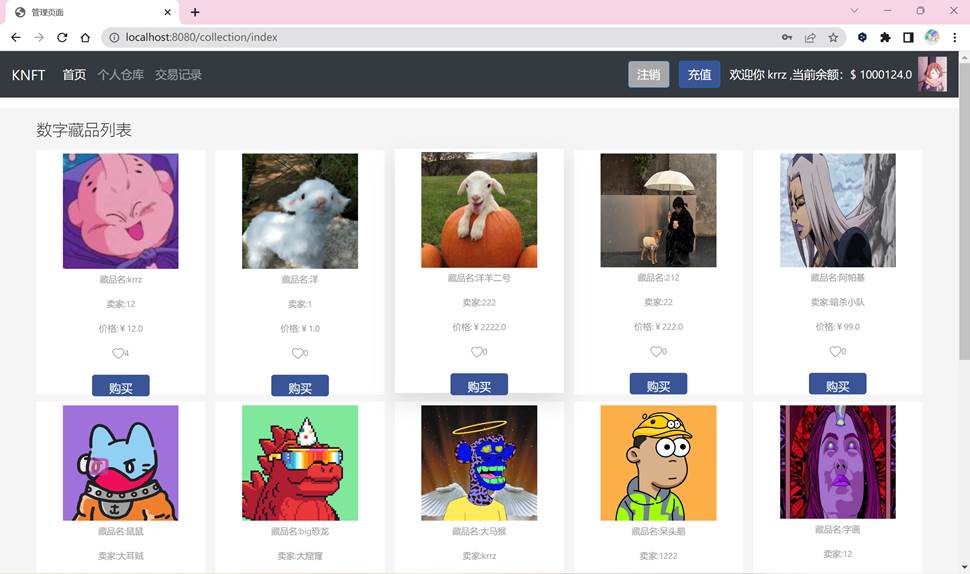 管理页面
localhost:8080/collection/index
KNFT 首页 个人仓库 交易记录 注销 充值 欢迎你 krrz ,当前余额：$ 1000124.0
数字藏品列表
藏品名:krrz
卖家:12
价格: ¥ 12.0
4
购买
藏品名:洋
卖家:1
价格: ¥ 1.0
0
购买
藏品名:洋羊二号
卖家:222
价格: ¥ 2222.0
0
购买
藏品名:212
卖家:22
价格: ¥ 222.0
0
购买
藏品名:阿帕基
卖家:暗杀小队
价格: ¥ 99.0
0
购买
藏品名:鼠鼠
卖家:大耳贼
藏品名:big恐龙
卖家:大窟窿
藏品名:大马猴
卖家:krrz
藏品名:呆头鹅
卖家:1222
藏品名:字画
卖家:12